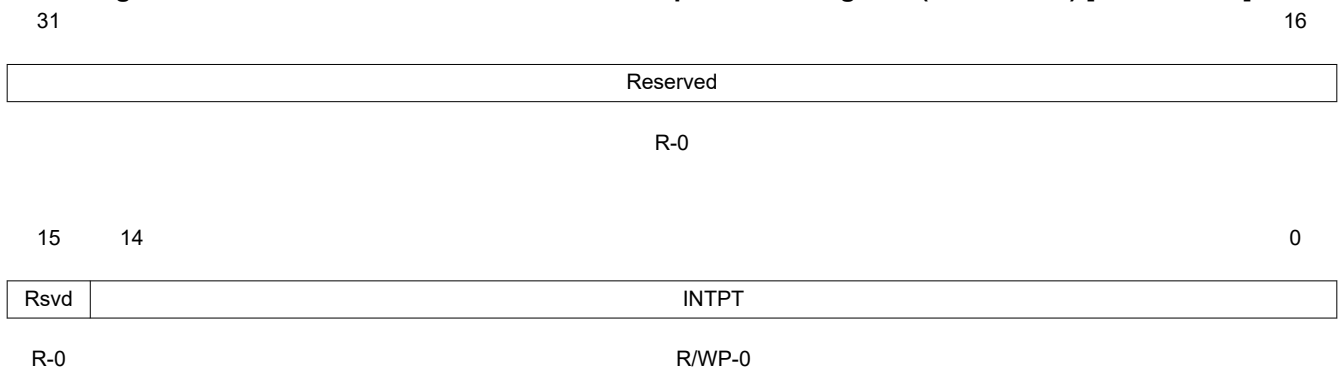 31 16
Reserved
R-0
15 14 0
Rsvd INTPT
R-0 R/WP-0